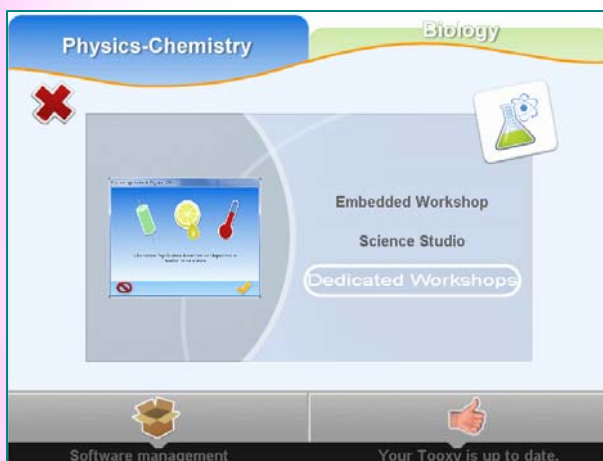 Physics-Chemistry
Biology
Embedded Workshop
Science Studio
Dedicated Workshops
Software management
Your Tooxy is up to date.